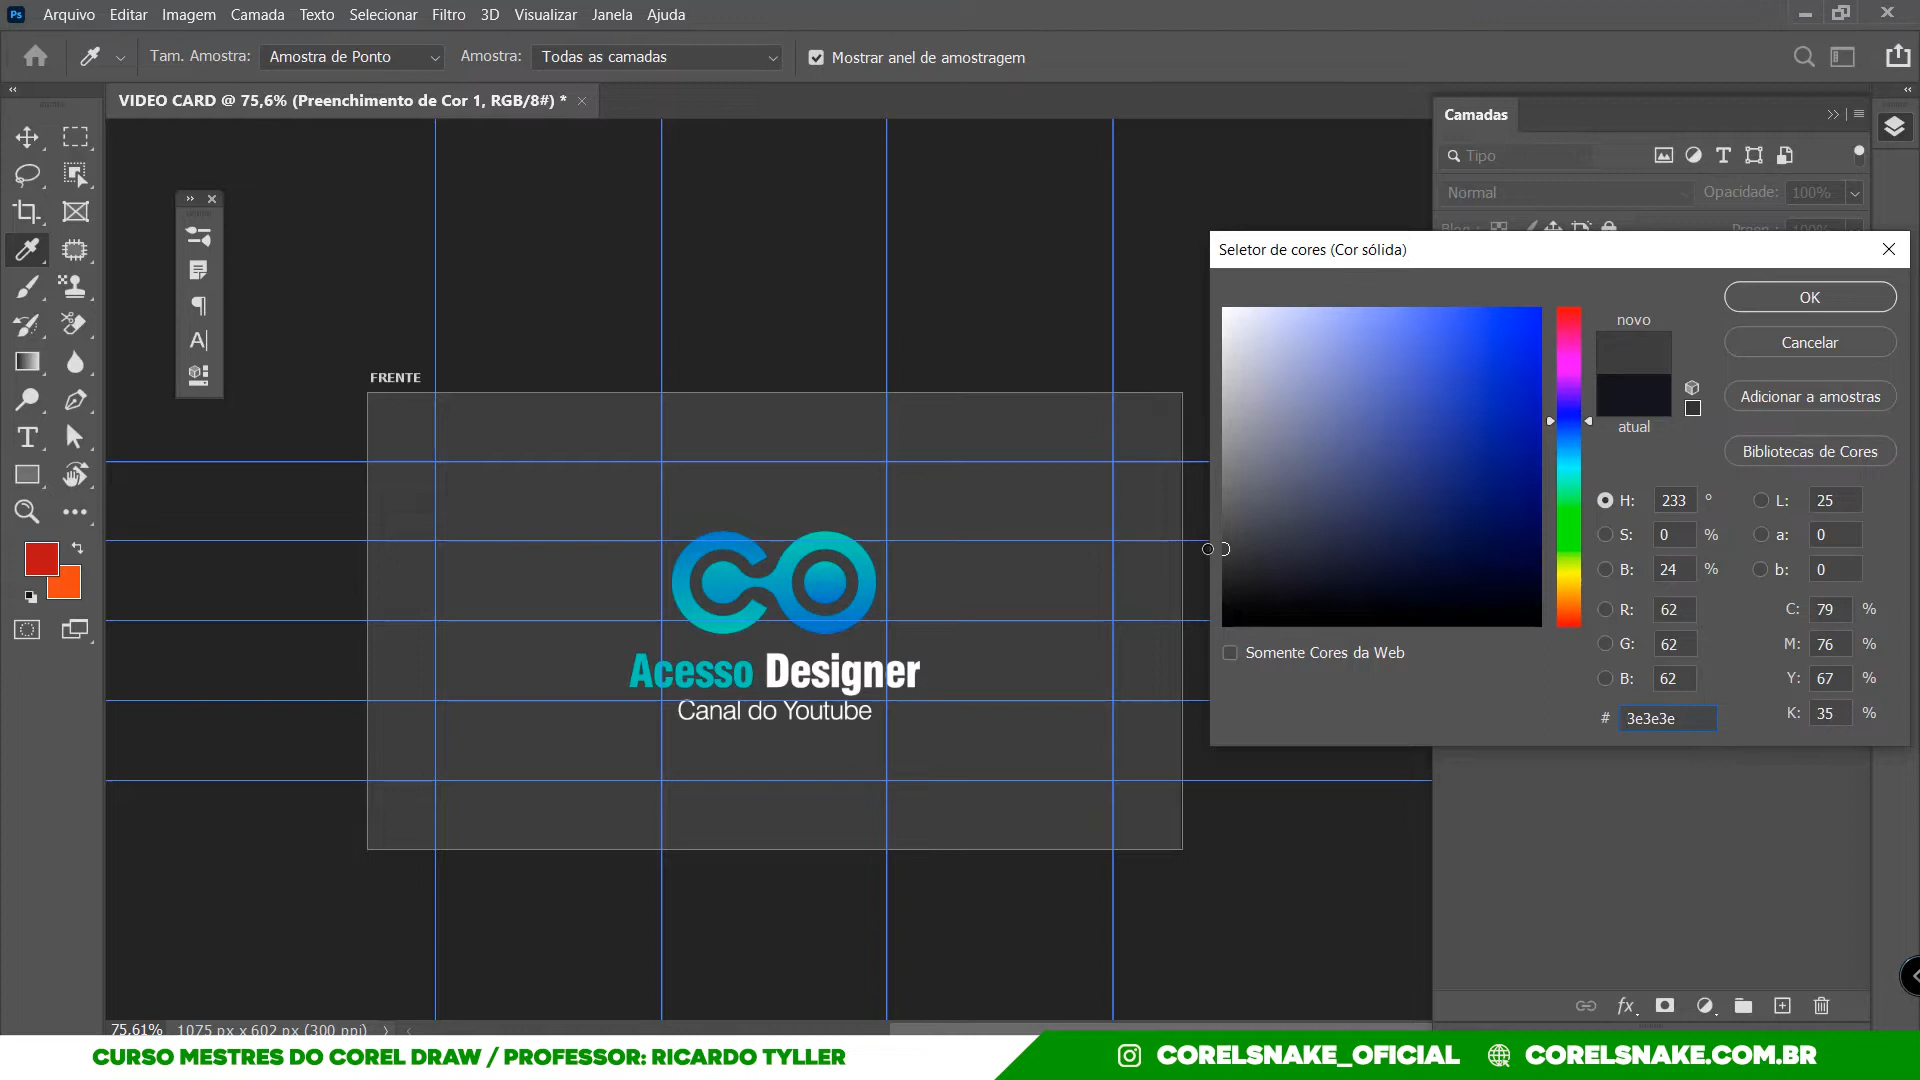 Ps Arquivo Editar Imagem Camada Texto Selecionar Filtro 3D Visualizar Janela Ajuda
Tam. Amostra: Amostra de Ponto Amostra: Todas as camadas Mostrar anel de amostragem
VIDEO CARD @ 75,6% (Preenchimento de Cor 1, RGB/8#) *
Camadas
Tipo
Normal Opacidade: 100%
Seletor de cores (Cor sólida)
OK
novo
Cancelar
Adicionar a amostras
atual
Bibliotecas de Cores
H: 233 ° L: 25
S: 0 % a: 0
B: 24 % b: 0
R: 62 C: 79 %
G: 62 M: 76 %
B: 62 Y: 67 %
# 3e3e3e K: 35 %
Somente Cores da Web
FRENTE
Acesso Designer
Canal do Youtube
75,61% 1075 px x 602 px (300 ppi)
CURSO MESTRES DO COREL DRAW / PROFESSOR: RICARDO TYLLER
CORELSNAKE_OFICIAL CORELSNAKE.COM.BR